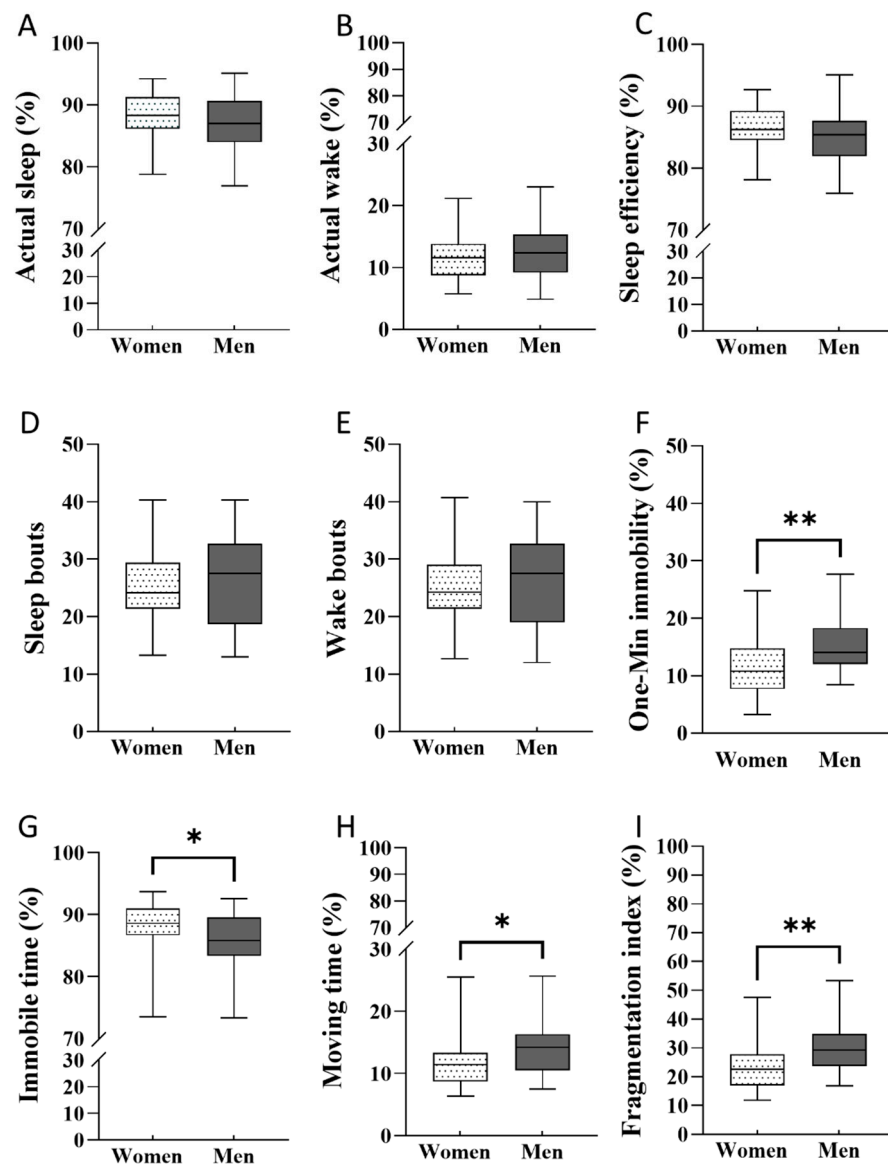 A
Actual sleep (%)
100
90
80
70
30
20
10
0
Women
Men
B
Actual wake (%)
100
90
80
70
30
20
10
0
Women
Men
C
Sleep efficiency (%)
100
90
80
70
30
20
10
0
Women
Men
D
Sleep bouts
50
40
30
20
10
0
Women
Men
E
Wake bouts
50
40
30
20
10
0
Women
Men
F
One-Min immobility (%)
50
40
30
20
10
0
**
Women
Men
G
Immobile time (%)
100
90
80
70
30
20
10
0
*
Women
Men
H
Moving time (%)
100
90
80
70
30
20
10
0
*
Women
Men
I
Fragmentation index (%)
100
90
80
70
60
50
40
30
20
10
0
**
Women
Men